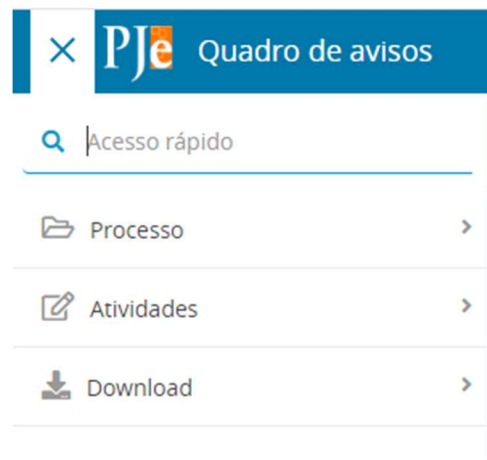 PJe Quadro de avisos
Acesso rápido
Processo
Atividades
Download